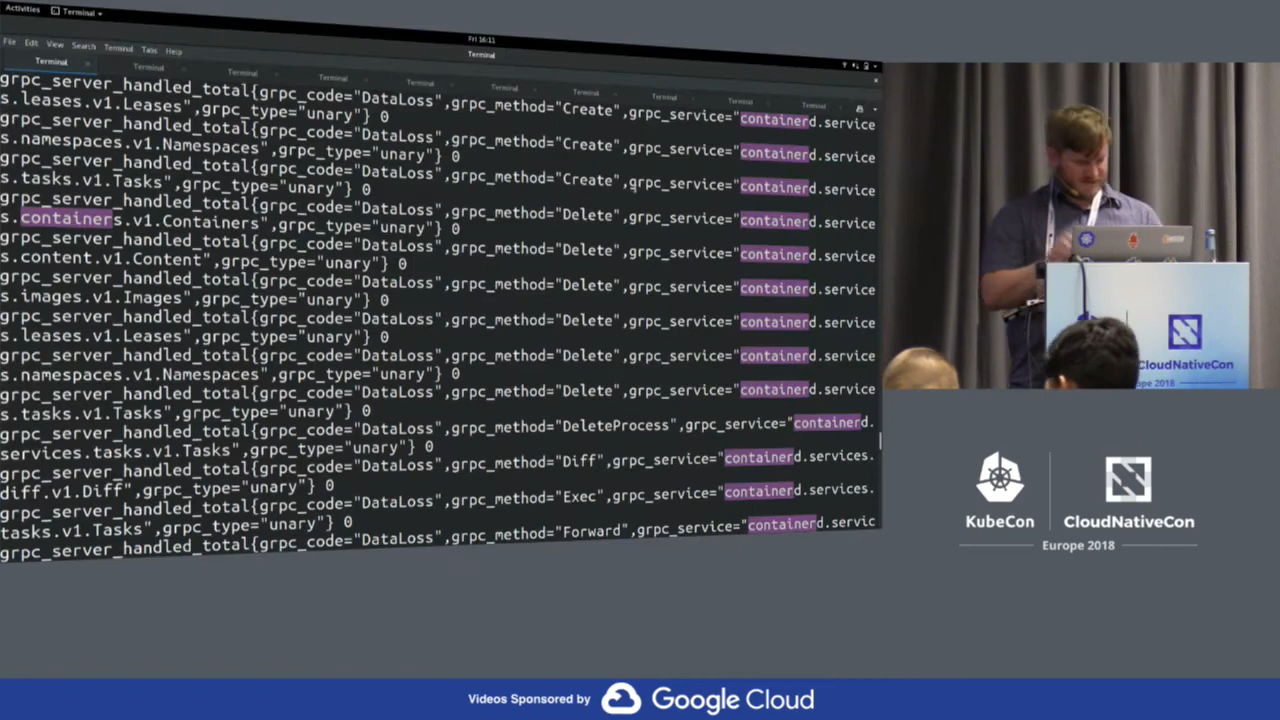 Activities Terminal
Fri 16:11
Terminal
File Edit View Search Terminal Tabs Help
Terminal Terminal Terminal Terminal Terminal Terminal Terminal Terminal Terminal Terminal
grpc_server_handled_total{grpc_code="DataLoss",grpc_method="Create",grpc_service="containerd.service
s.leases.v1.Leases",grpc_type="unary"} 0
grpc_server_handled_total{grpc_code="DataLoss",grpc_method="Create",grpc_service="containerd.service
s.namespaces.v1.Namespaces",grpc_type="unary"} 0
grpc_server_handled_total{grpc_code="DataLoss",grpc_method="Create",grpc_service="containerd.service
s.tasks.v1.Tasks",grpc_type="unary"} 0
grpc_server_handled_total{grpc_code="DataLoss",grpc_method="Delete",grpc_service="containerd.service
s.containers.v1.Containers",grpc_type="unary"} 0
grpc_server_handled_total{grpc_code="DataLoss",grpc_method="Delete",grpc_service="containerd.service
s.content.v1.Content",grpc_type="unary"} 0
grpc_server_handled_total{grpc_code="DataLoss",grpc_method="Delete",grpc_service="containerd.service
s.images.v1.Images",grpc_type="unary"} 0
grpc_server_handled_total{grpc_code="DataLoss",grpc_method="Delete",grpc_service="containerd.service
s.leases.v1.Leases",grpc_type="unary"} 0
grpc_server_handled_total{grpc_code="DataLoss",grpc_method="Delete",grpc_service="containerd.service
s.namespaces.v1.Namespaces",grpc_type="unary"} 0
grpc_server_handled_total{grpc_code="DataLoss",grpc_method="Delete",grpc_service="containerd.service
s.tasks.v1.Tasks",grpc_type="unary"} 0
grpc_server_handled_total{grpc_code="DataLoss",grpc_method="DeleteProcess",grpc_service="containerd.
services.tasks.v1.Tasks",grpc_type="unary"} 0
grpc_server_handled_total{grpc_code="DataLoss",grpc_method="Diff",grpc_service="containerd.services.
diff.v1.Diff",grpc_type="unary"} 0
grpc_server_handled_total{grpc_code="DataLoss",grpc_method="Exec",grpc_service="containerd.services.
tasks.v1.Tasks",grpc_type="unary"} 0
grpc_server_handled_total{grpc_code="DataLoss",grpc_method="Forward",grpc_service="containerd.servic
CloudNativeCon
Europe 2018
KubeCon CloudNativeCon
Europe 2018
Videos Sponsored by Google Cloud